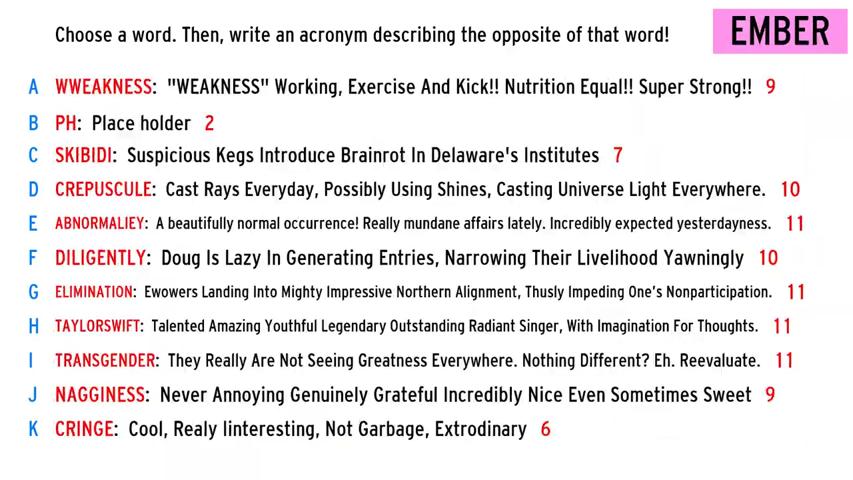 Choose a word. Then, write an acronym describing the opposite of that word!
EMBER
A WWEAKNESS: "WEAKNESS" Working, Exercise And Kick!! Nutrition Equal!! Super Strong!! 9
B PH: Place holder 2
C SKIBIDI: Suspicious Kegs Introduce Brainrot In Delaware's Institutes 7
D CREPUSCULE: Cast Rays Everyday, Possibly Using Shines, Casting Universe Light Everywhere. 10
E ABNORMALIEY: A beautifully normal occurrence! Really mundane affairs lately. Incredibly expected yesterdayness. 11
F DILIGENTLY: Doug Is Lazy In Generating Entries, Narrowing Their Livelihood Yawningly 10
G ELIMINATION: Ewowers Landing Into Mighty Impressive Northern Alignment, Thusly Impeding One's Nonparticipation. 11
H TAYLORSWIFT: Talented Amazing Youthful Legendary Outstanding Radiant Singer, With Imagination For Thoughts. 11
I TRANSGENDER: They Really Are Not Seeing Greatness Everywhere. Nothing Different? Eh. Reevaluate. 11
J NAGGINESS: Never Annoying Genuinely Grateful Incredibly Nice Even Sometimes Sweet 9
K CRINGE: Cool, Realy Iinteresting, Not Garbage, Extrodinary 6